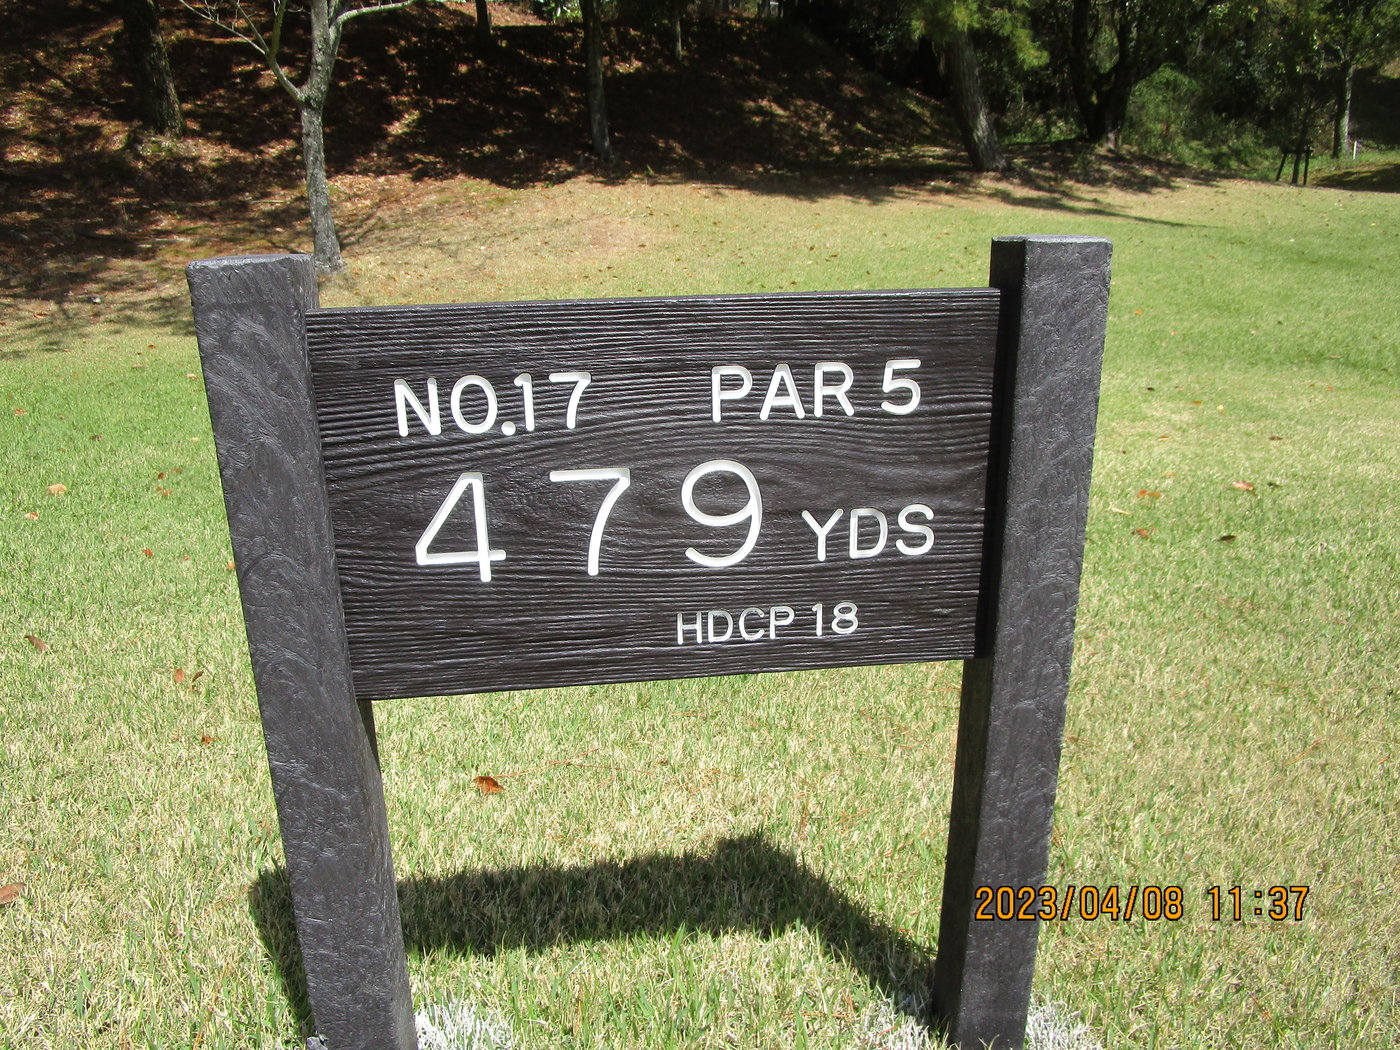 NO.17 PAR 5
479 YDS
HDCP 18
2023/04/08 11:37